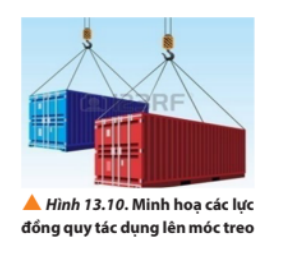 ▲ Hình 13.10. Minh hoạ các lực
đồng quy tác dụng lên móc treo